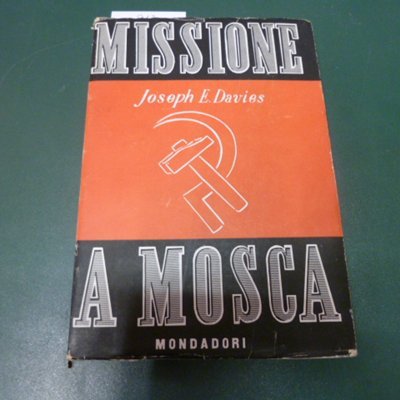 MISSIONE
Joseph E. Davies
A MOSCA
MONDADORI